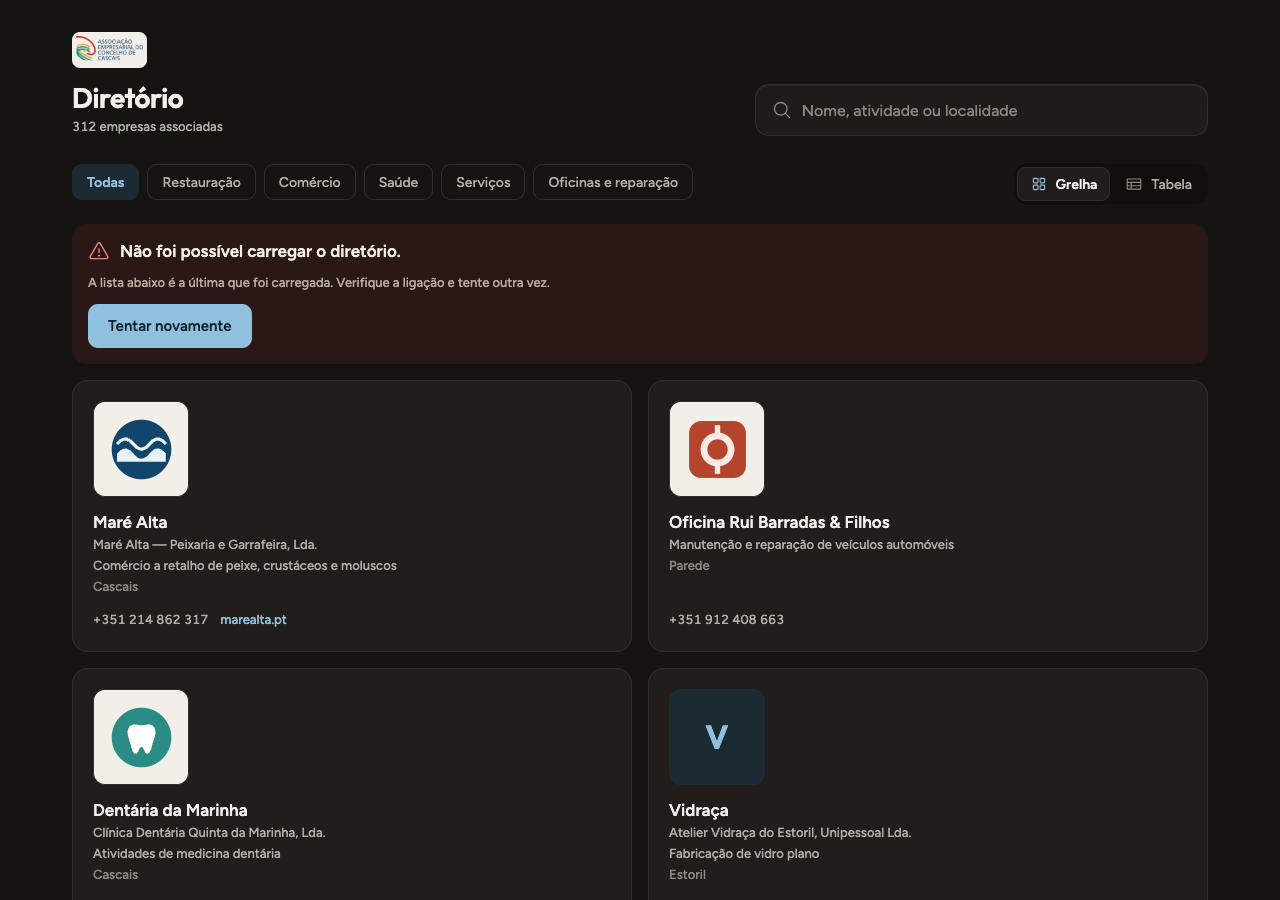 ASSOCIAÇÃO
EMPRESARIAL DO
CONCELHO DE
CASCAIS
Diretório
312 empresas associadas
Nome, atividade ou localidade
Todas
Restauração
Comércio
Saúde
Serviços
Oficinas e reparação
Grelha
Tabela
Não foi possível carregar o diretório.
A lista abaixo é a última que foi carregada. Verifique a ligação e tente outra vez.
Tentar novamente
Maré Alta
Maré Alta — Peixaria e Garrafeira, Lda.
Comércio a retalho de peixe, crustáceos e moluscos
Cascais
+351 214 862 317 marealta.pt
Oficina Rui Barradas & Filhos
Manutenção e reparação de veículos automóveis
Parede
+351 912 408 663
Dentária da Marinha
Clínica Dentária Quinta da Marinha, Lda.
Atividades de medicina dentária
Cascais
V
Vidraça
Atelier Vidraça do Estoril, Unipessoal Lda.
Fabricação de vidro plano
Estoril